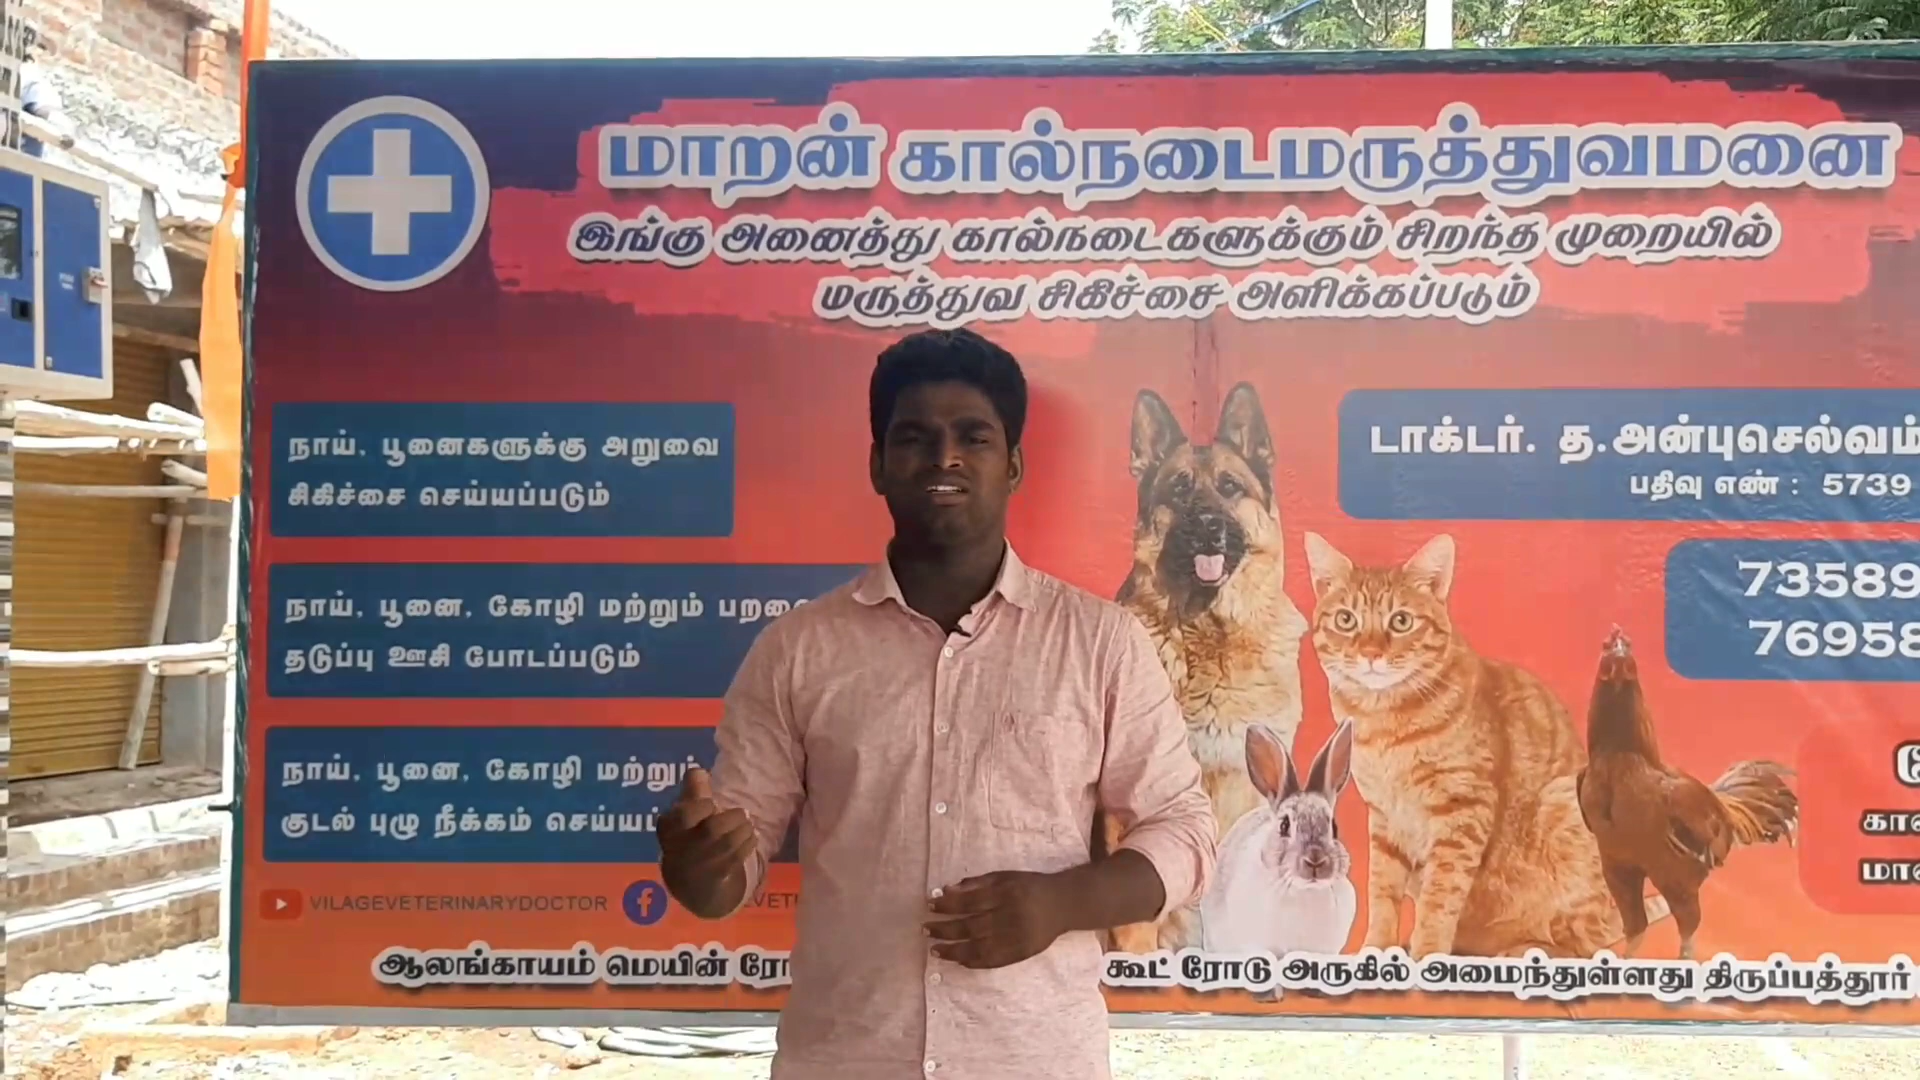 மாறன் கால்நடைமருத்துவமனை
இங்கு அனைத்து கால்நடைகளுக்கும் சிறந்த முறையில்
மருத்துவ சிகிச்சை அளிக்கப்படும்
நாய், பூனைகளுக்கு அறுவை
சிகிச்சை செய்யப்படும்
டாக்டர். த.அன்புசெல்வம்
பதிவு எண் : 5739
நாய், பூனை, கோழி மற்றும்
தடுப்பு ஊசி போடப்படும்
73589
76958
நாய், பூனை, கோழி மற்றும்
குடல் புழு நீக்கம்
VILAGEVETERINARYDOCTOR
ஆலங்காயம் மெயின் கூட் ரோடு அருகில் அமைந்துள்ளது திருப்பத்தூர்